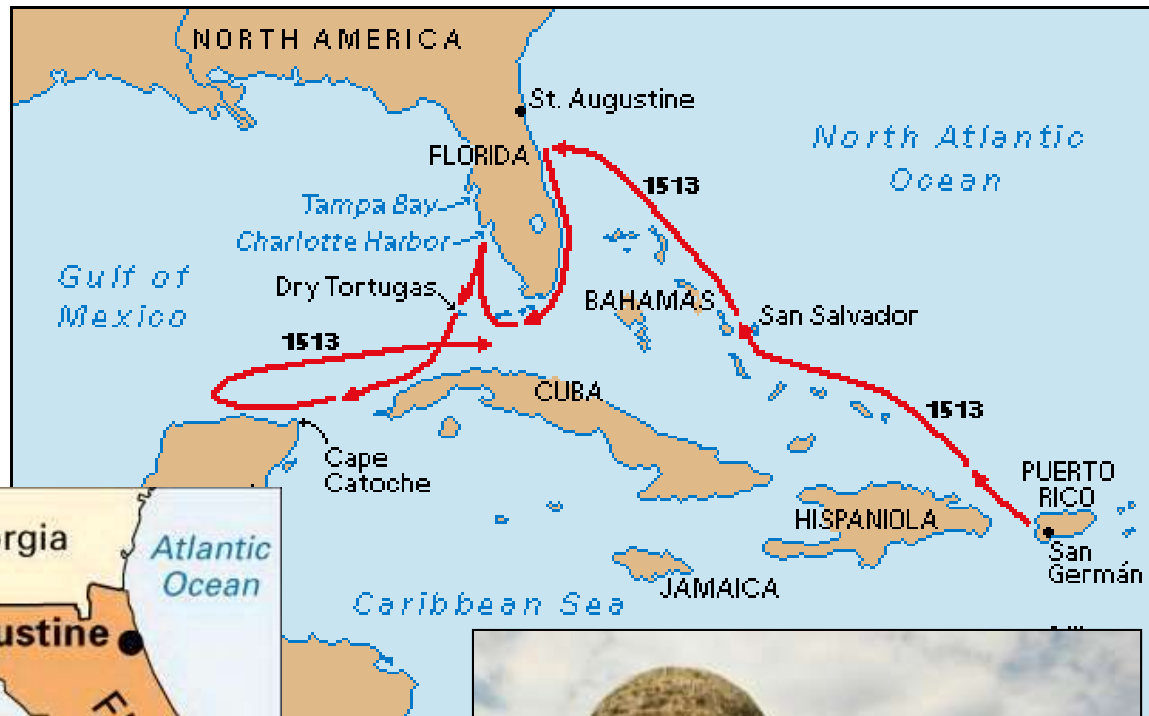 NORTH AMERICA
St. Augustine
North Atlantic
Ocean
FLORIDA
1513
Tampa Bay
Charlotte Harbor
Gulf of
Mexico
Dry Tortugas
BAHAMAS
San Salvador
1513
CUBA
1513
Cape
Catoche
PUERTO
RICO
HISPANIOLA
San
Germán
JAMAICA
Caribbean Sea
rgia
Atlantic
Ocean
ustine